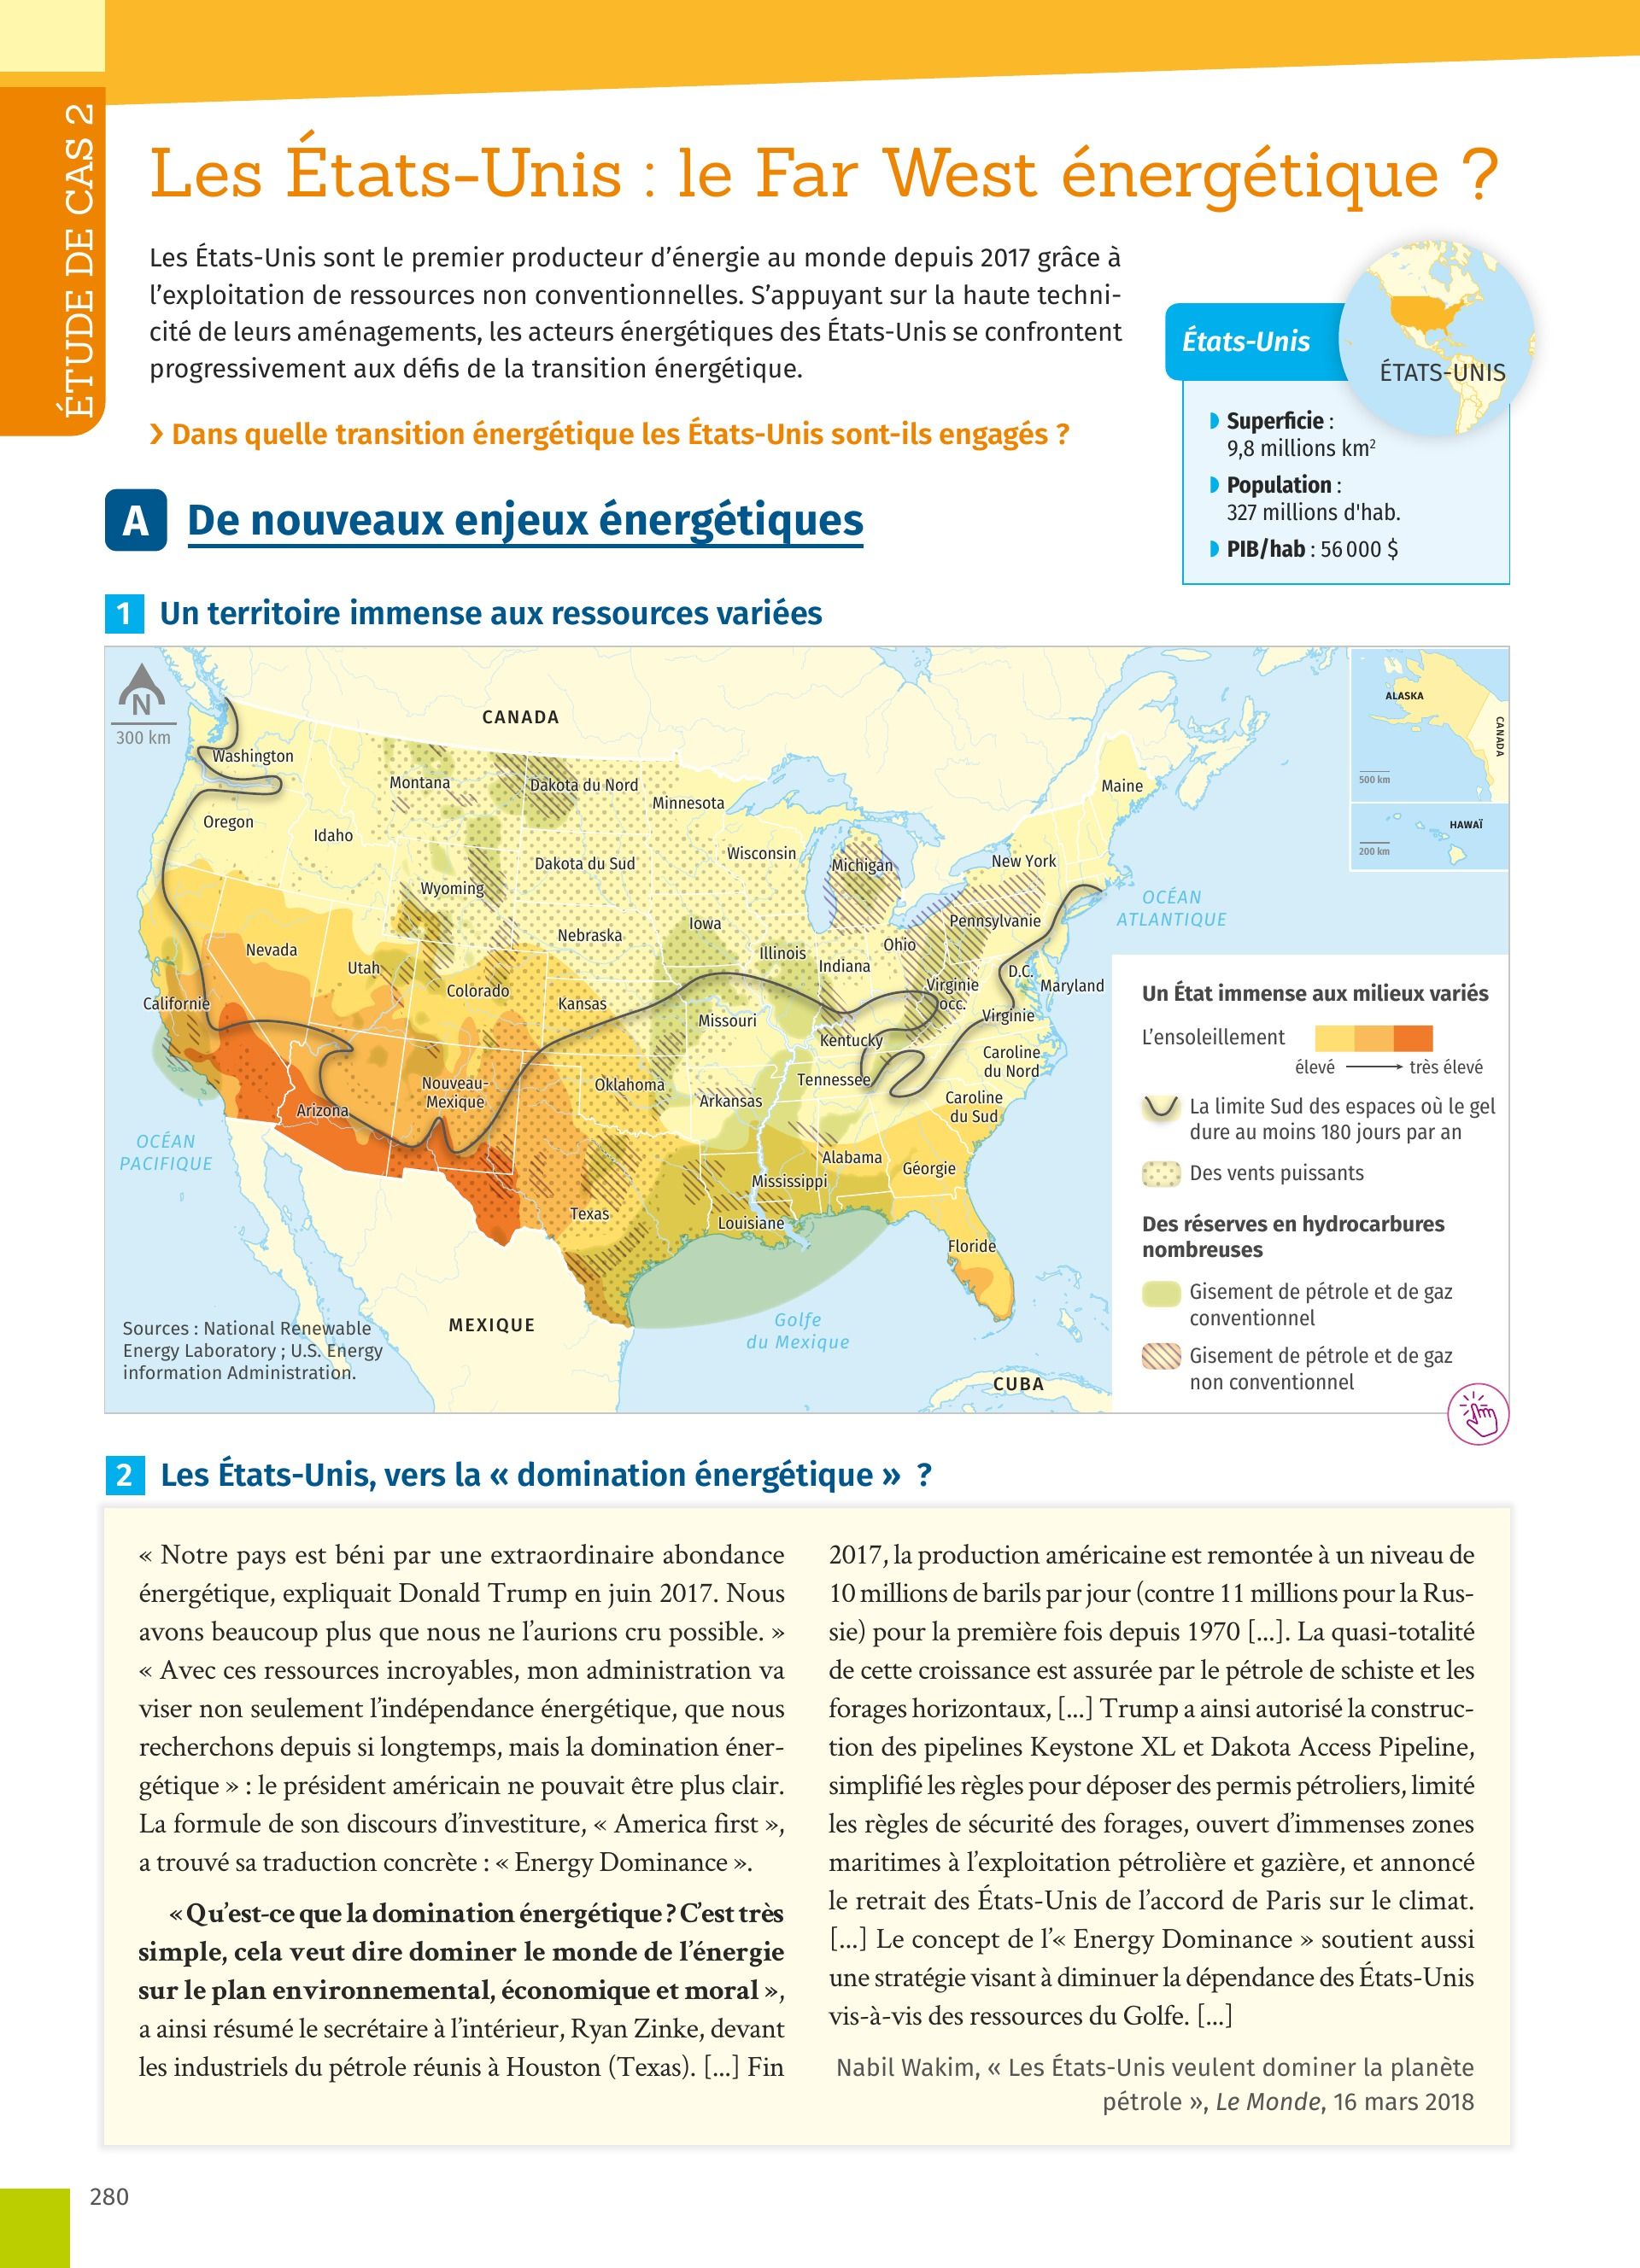 ÉTUDE DE CAS 2
Les États-Unis : le Far West énergétique ?
Les États-Unis sont le premier producteur d'énergie au monde depuis 2017 grâce à
l'exploitation de ressources non conventionnelles. S'appuyant sur la haute techni-
cité de leurs aménagements, les acteurs énergétiques des États-Unis se confrontent
progressivement aux défis de la transition énergétique.
› Dans quelle transition énergétique les États-Unis sont-ils engagés ?
États-Unis
ÉTATS-UNIS
Superficie :
9,8 millions km²
Population :
327 millions d'hab.
PIB/hab : 56 000 $
A De nouveaux enjeux énergétiques
1 Un territoire immense aux ressources variées
N
300 km
CANADA
ALASKA
CANADA
500 km
HAWAÏ
200 km
Washington
Montana
Dakota du Nord
Minnesota
Maine
Oregon
Idaho
Dakota du Sud
Wisconsin
Michigan
New York
Wyoming
OCÉAN
ATLANTIQUE
Nebraska
Iowa
Pennsylvanie
Nevada
Utah
Illinois
Ohio
Indiana
Colorado
Virginie
occ.
D.C.
Maryland
Californie
Kansas
Missouri
Virginie
Kentucky
Caroline
du Nord
Nouveau-
Mexique
Oklahoma
Tennessee
Arizona
Arkansas
Caroline
du Sud
OCÉAN
PACIFIQUE
Alabama
Géorgie
Mississippi
Texas
Louisiane
Floride
MEXIQUE
Golfe
du Mexique
CUBA
Sources : National Renewable
Energy Laboratory ; U.S. Energy
information Administration.
Un État immense aux milieux variés
L'ensoleillement
élevé
très élevé
La limite Sud des espaces où le gel
dure au moins 180 jours par an
Des vents puissants
Des réserves en hydrocarbures
nombreuses
Gisement de pétrole et de gaz
conventionnel
Gisement de pétrole et de gaz
non conventionnel
2 Les États-Unis, vers la « domination énergétique » ?
« Notre pays est béni par une extraordinaire abondance
énergétique, expliquait Donald Trump en juin 2017. Nous
avons beaucoup plus que nous ne l'aurions cru possible. »
« Avec ces ressources incroyables, mon administration va
viser non seulement l'indépendance énergétique, que nous
recherchons depuis si longtemps, mais la domination éner-
gétique » : le président américain ne pouvait être plus clair.
La formule de son discours d'investiture, « America first »,
a trouvé sa traduction concrète : « Energy Dominance ».
« Qu'est-ce que la domination énergétique ? C'est très
simple, cela veut dire dominer le monde de l'énergie
sur le plan environnemental, économique et moral »,
a ainsi résumé le secrétaire à l'intérieur, Ryan Zinke, devant
les industriels du pétrole réunis à Houston (Texas). [...] Fin
2017, la production américaine est remontée à un niveau de
10 millions de barils par jour (contre 11 millions pour la Rus-
sie) pour la première fois depuis 1970 [...]. La quasi-totalité
de cette croissance est assurée par le pétrole de schiste et les
forages horizontaux, [...] Trump a ainsi autorisé la construc-
tion des pipelines Keystone XL et Dakota Access Pipeline,
simplifié les règles pour déposer des permis pétroliers, limité
les règles de sécurité des forages, ouvert d'immenses zones
maritimes à l'exploitation pétrolière et gazière, et annoncé
le retrait des États-Unis de l'accord de Paris sur le climat.
[...] Le concept de l'« Energy Dominance » soutient aussi
une stratégie visant à diminuer la dépendance des États-Unis
vis-à-vis des ressources du Golfe. [...]
Nabil Wakim, « Les États-Unis veulent dominer la planète
pétrole », Le Monde, 16 mars 2018
280